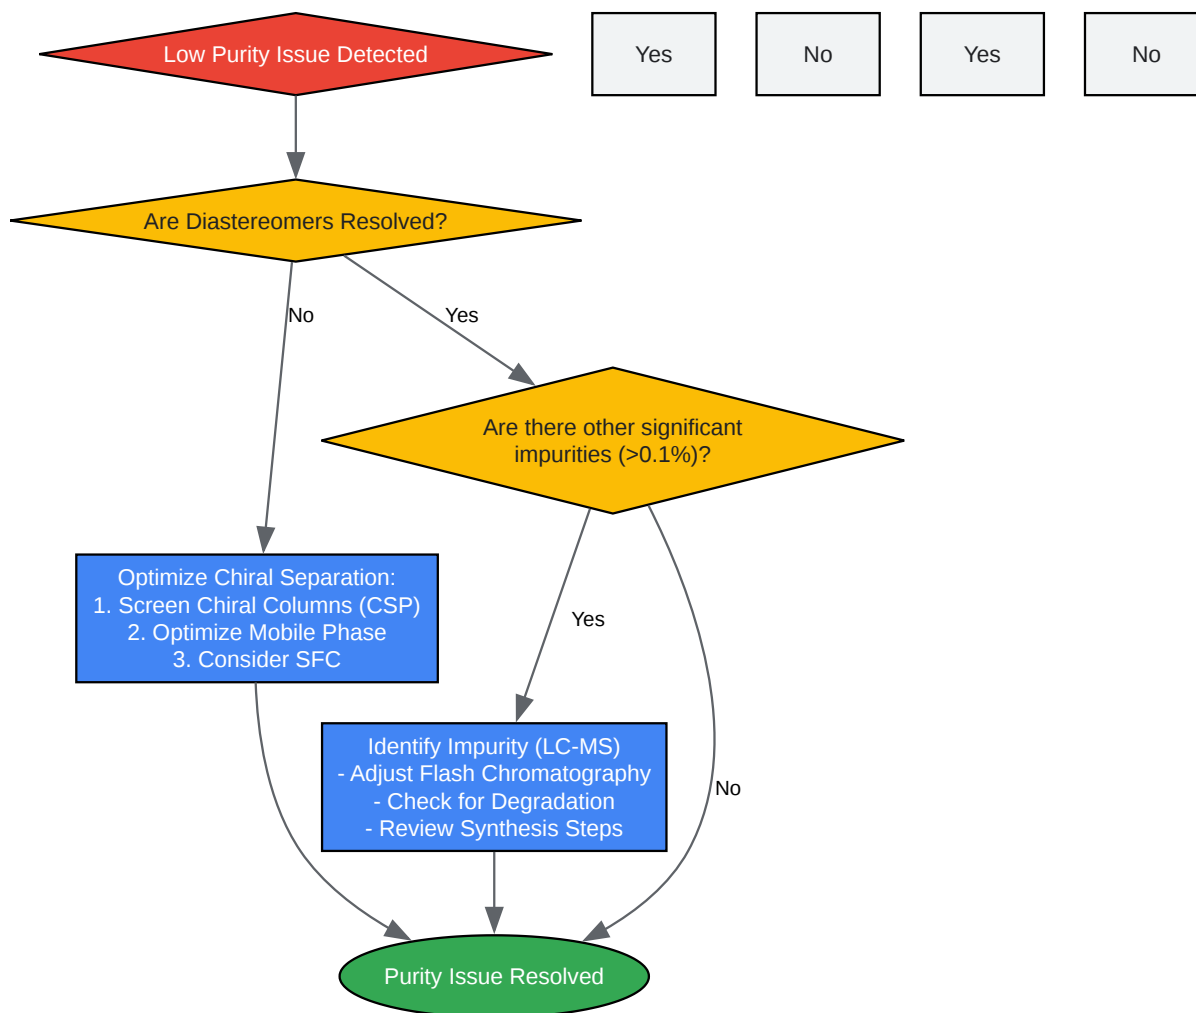 Low Purity Issue Detected
Yes
No
Yes
No
Are Diastereomers Resolved?
No
Yes
Are there other significant
impurities (>0.1%)?
Optimize Chiral Separation:
1. Screen Chiral Columns (CSP)
2. Optimize Mobile Phase
3. Consider SFC
Yes
Identify Impurity (LC-MS)
- Adjust Flash Chromatography
- Check for Degradation
- Review Synthesis Steps
No
Purity Issue Resolved